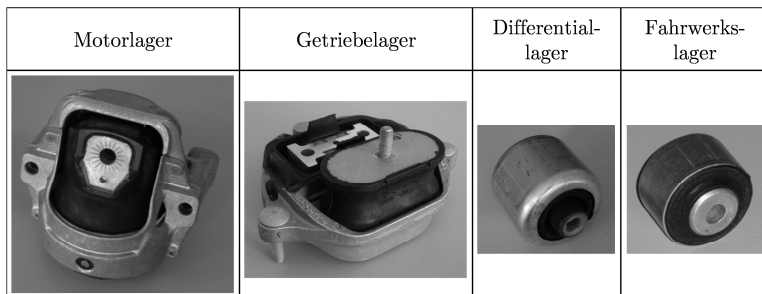 Motorlager
Getriebelager
Differential-
lager
Fahrwerks-
lager